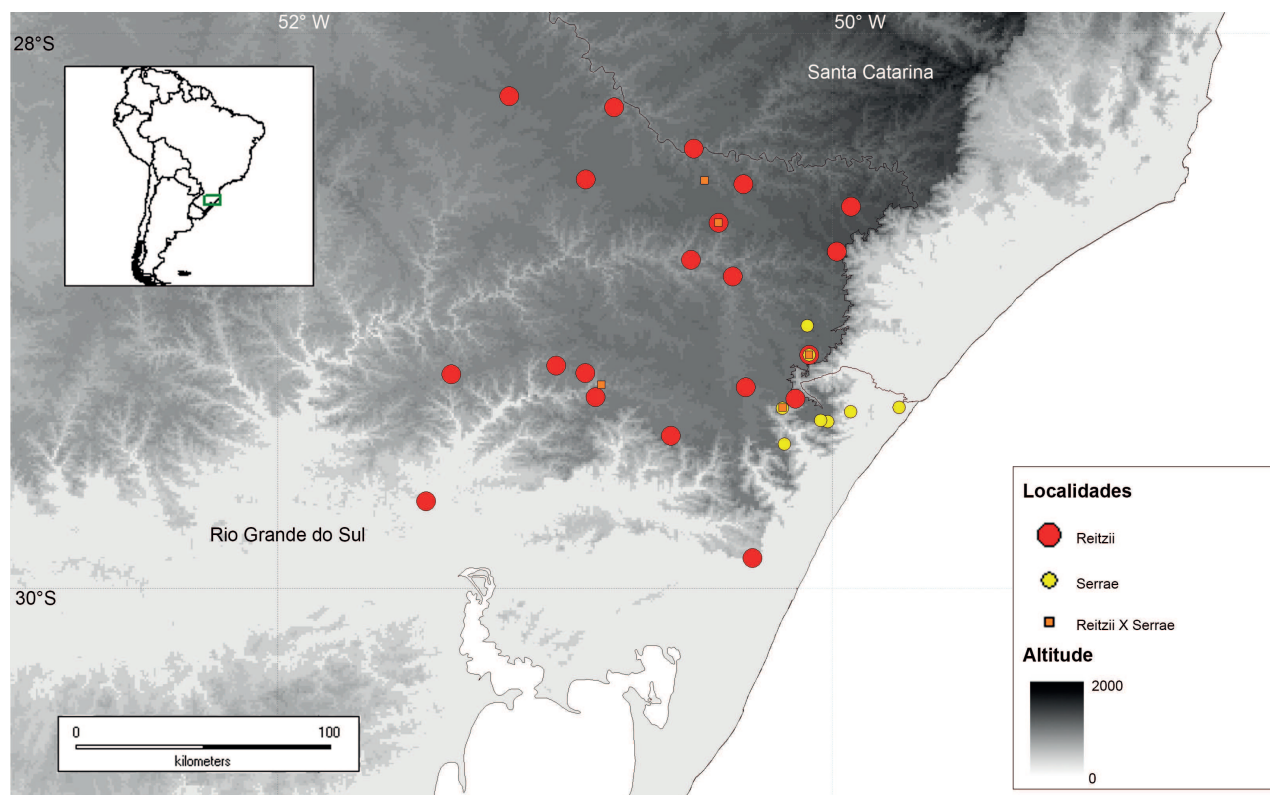 52° W
50° W
28°S
Santa Catarina
Rio Grande do Sul
30°S
Localidades
Reitzii
Serrae
Reitzii X Serrae
Altitude
2000
0
0
100
kilometers